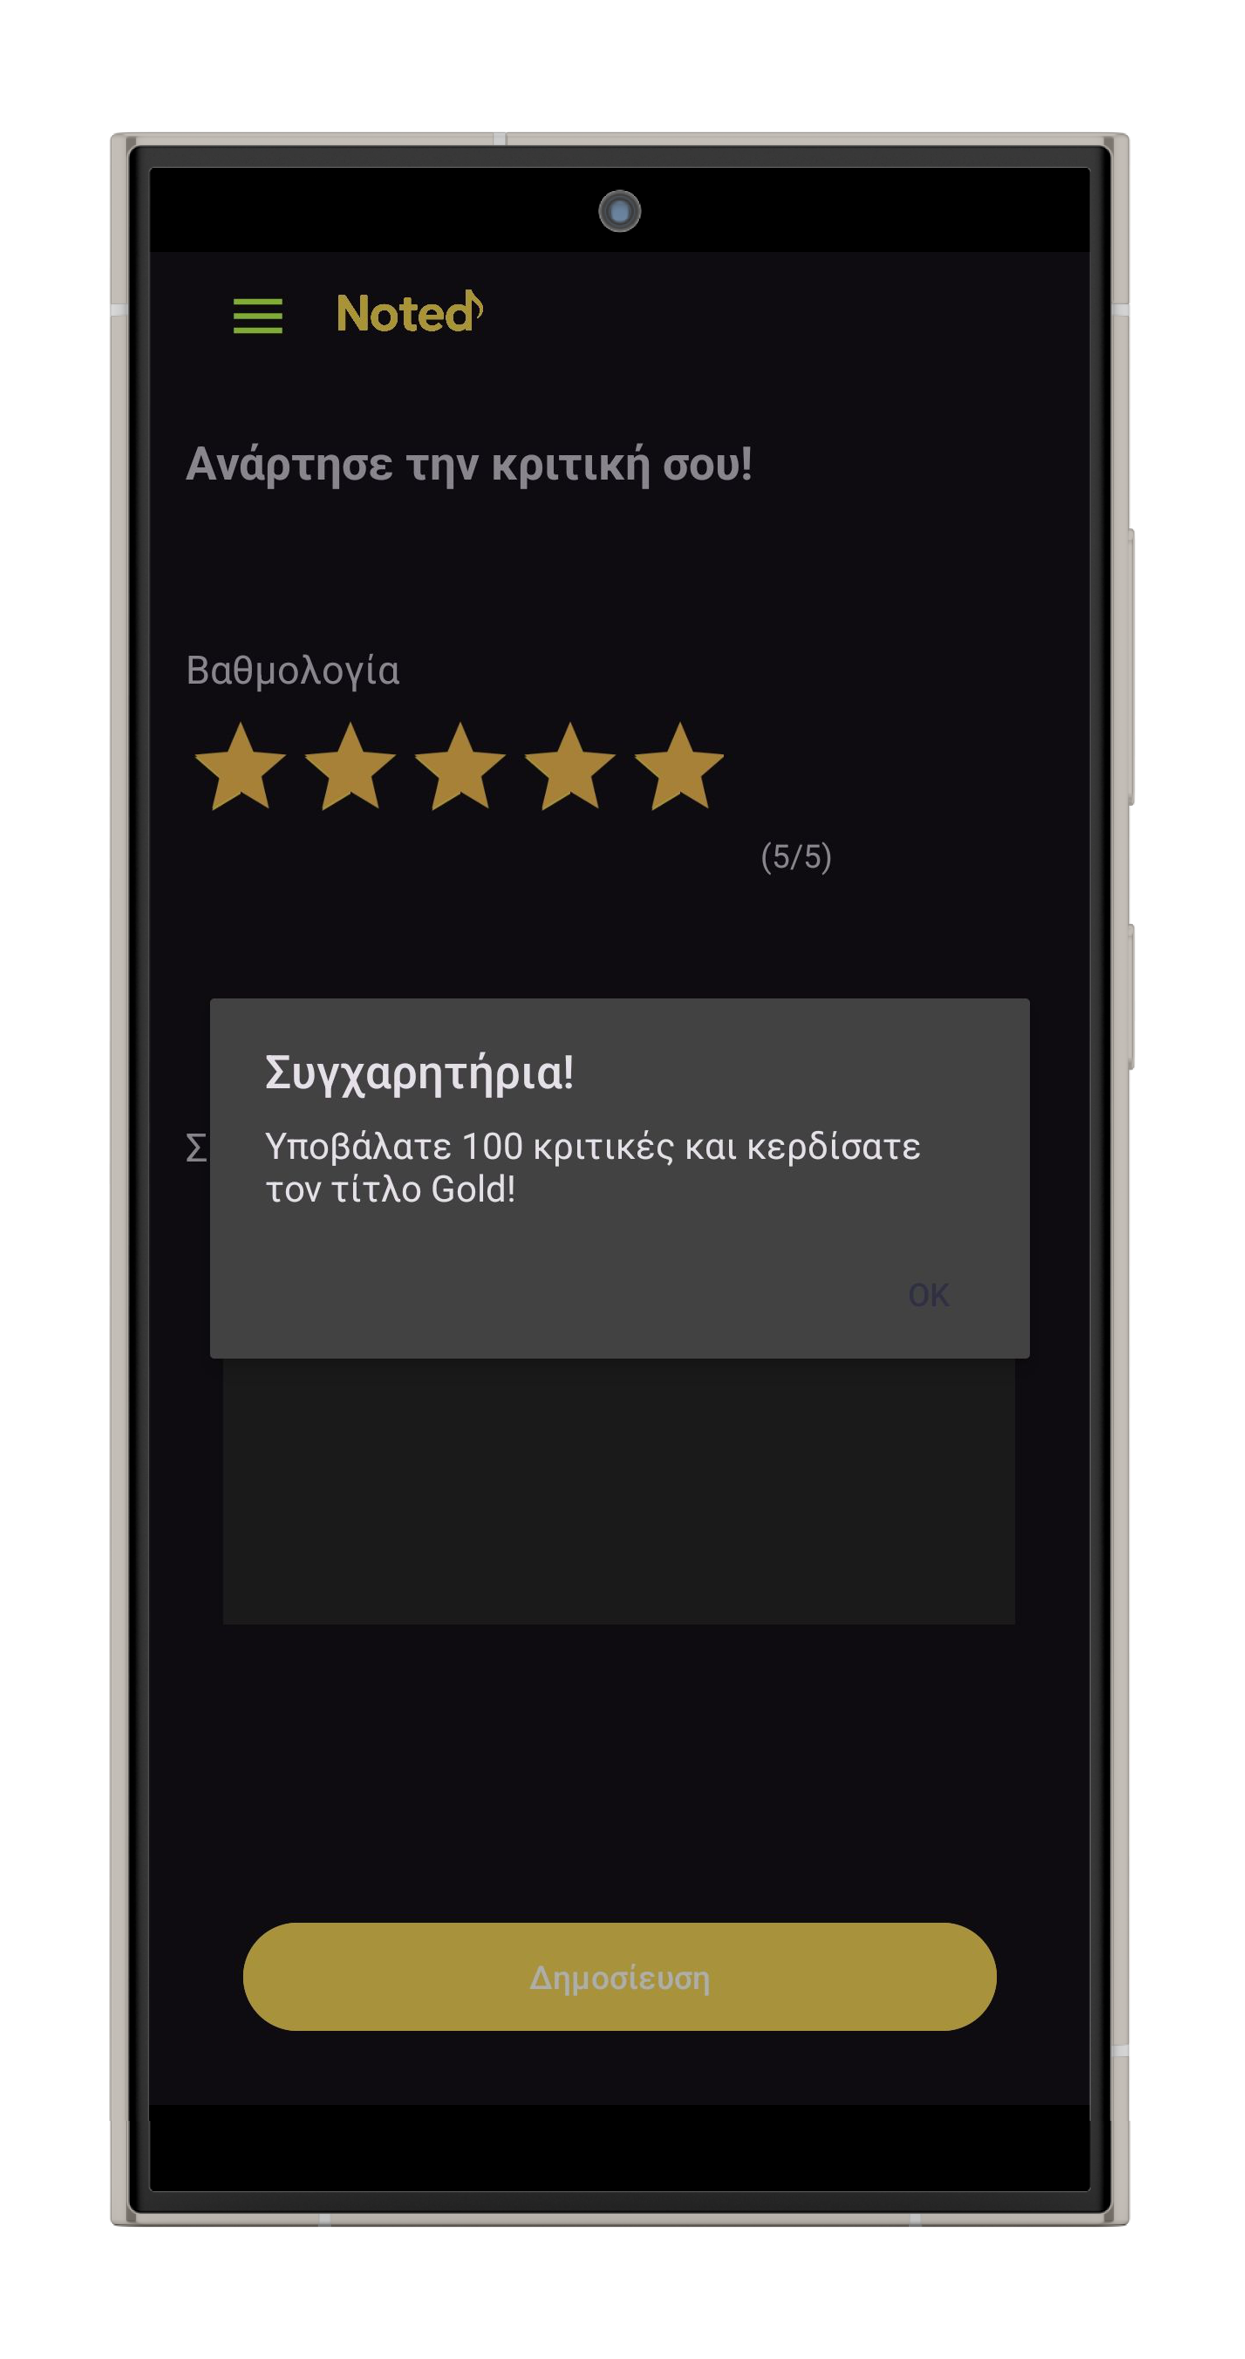 Noted
Ανάρτησε την κριτική σου!
Βαθμολογία
(5/5)
Συγχαρητήρια!
Σ
Υποβάλατε 100 κριτικές και κερδίσατε
τον τίτλο Gold!
OK
Δημοσίευση